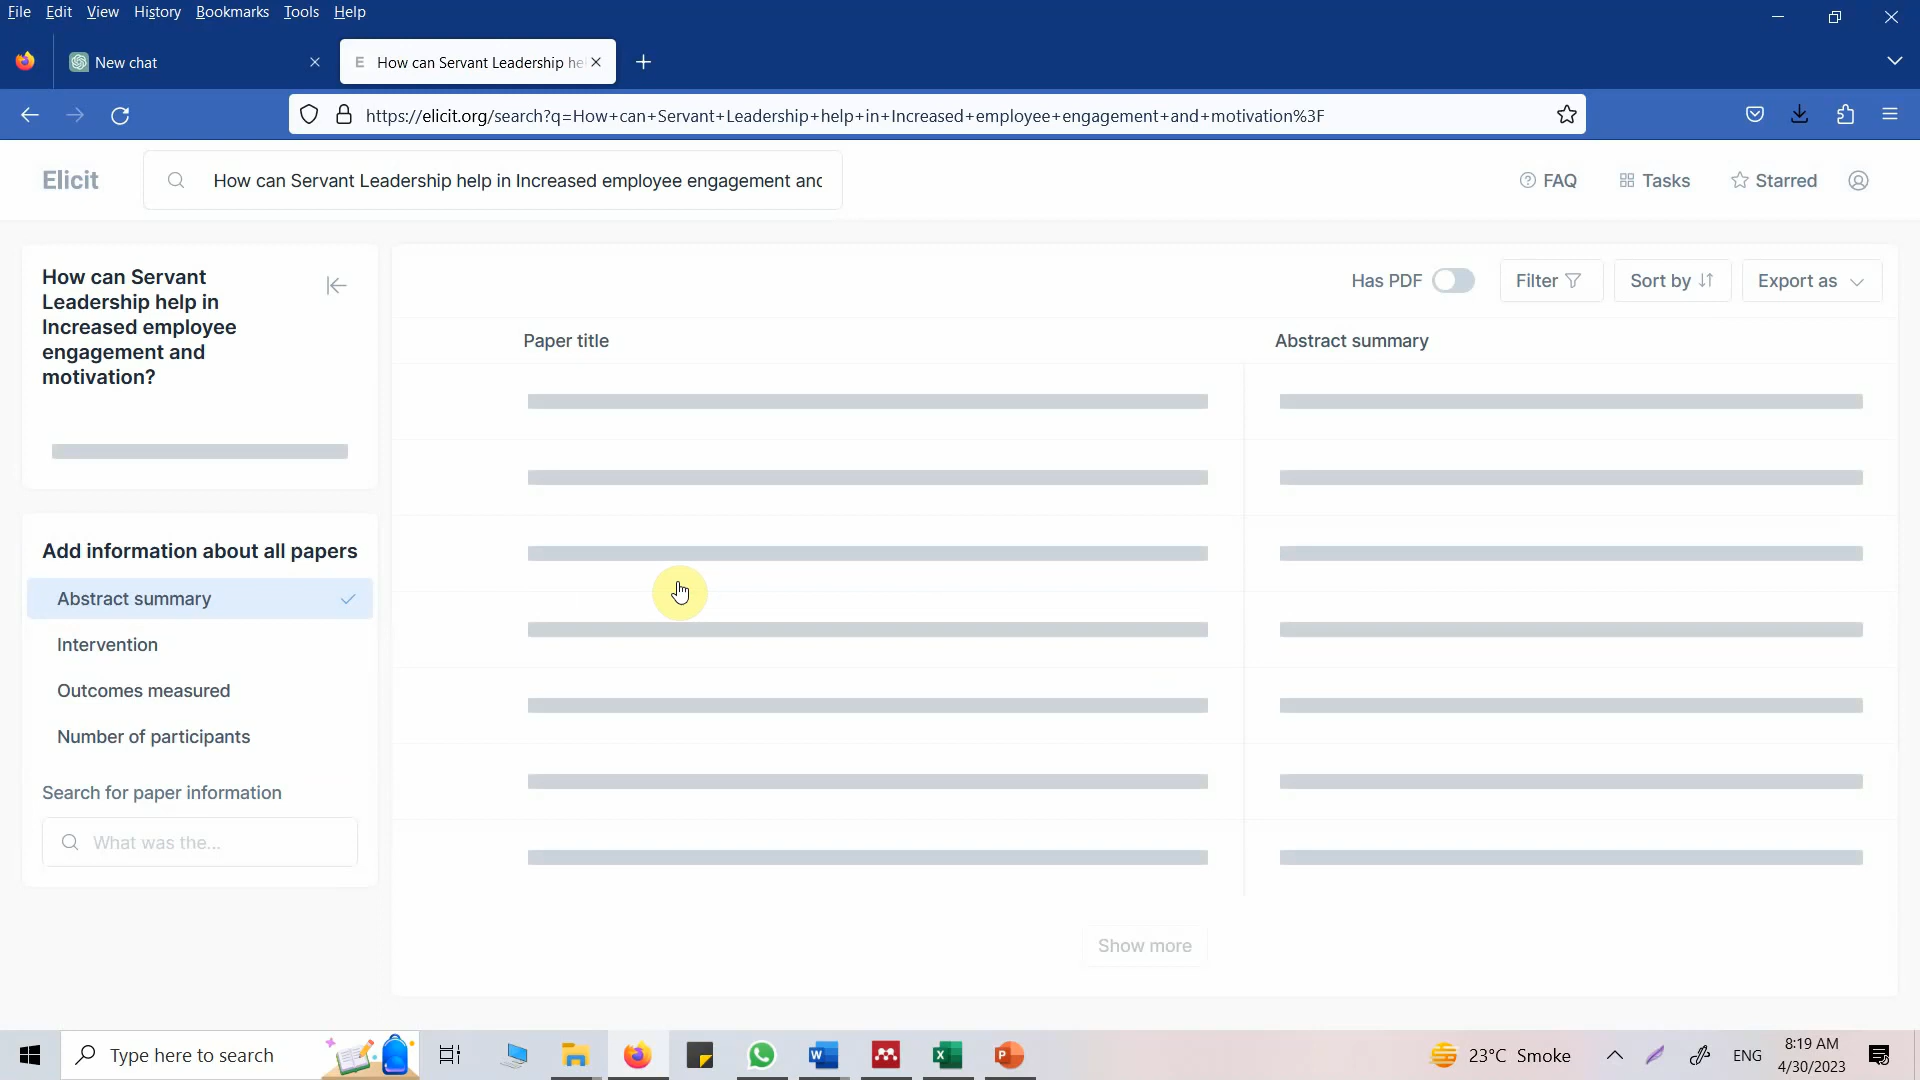 File Edit View History Bookmarks Tools Help
New chat
E How can Servant Leadership he
https://elicit.org/search?q=How+can+Servant+Leadership+help+in+Increased+employee+engagement+and+motivation%3F
Elicit
How can Servant Leadership help in Increased employee engagement and
FAQ
Tasks
Starred
How can Servant
Leadership help in
Increased employee
engagement and
motivation?
Has PDF
Filter
Sort by
Export as
Paper title
Abstract summary
Add information about all papers
Abstract summary
Intervention
Outcomes measured
Number of participants
Search for paper information
What was the...
Show more
Type here to search
23°C Smoke
ENG
8:19 AM
4/30/2023